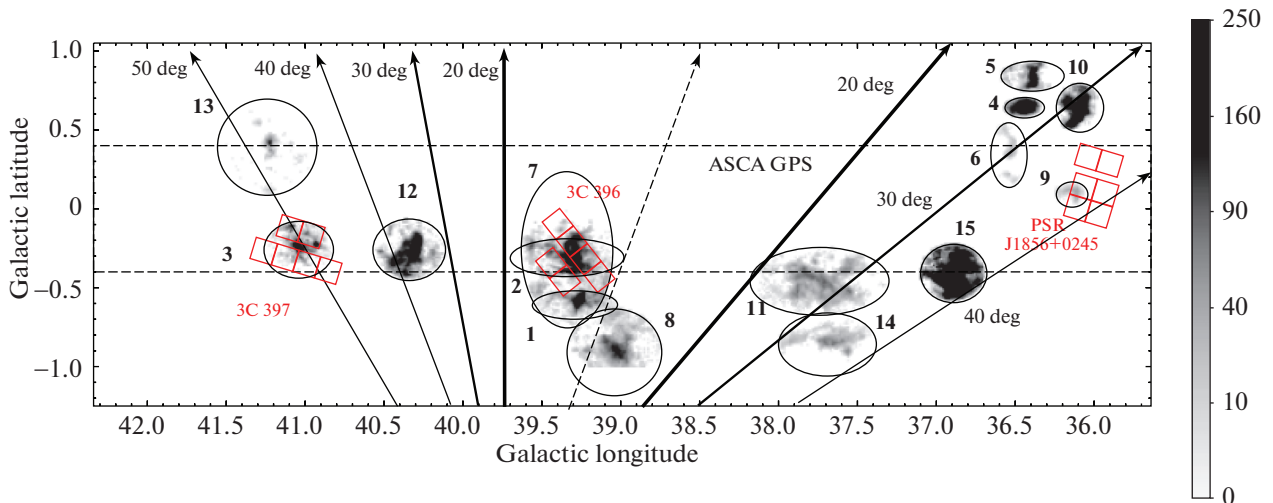 250
1.0
50 deg
40 deg
30 deg
20 deg
5
10
13
20 deg
4
160
0.5
ASCA GPS
6
Galactic latitude
12
7
3C 396
9
30 deg
0
90
PSR
J1856+0245
15
3
2
3C 397
−0.5
1
8
11
14
40 deg
40
−1.0
10
42.0
41.5
41.0
40.5
40.0
39.5
39.0
38.5
38.0
37.5
37.0
36.5
36.0
Galactic longitude
0